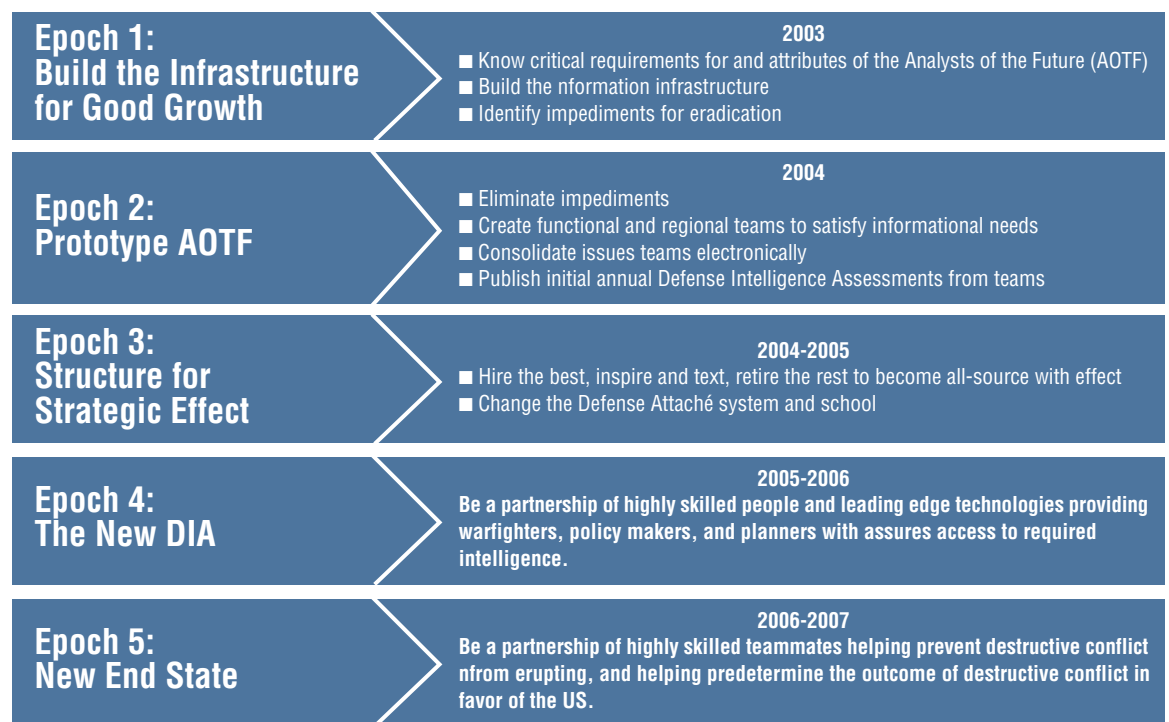 Epoch 1:
Build the Infrastructure
for Good Growth
2003
■ Know critical requirements for and attributes of the Analysts of the Future (AOTF)
■ Build the nformation infrastructure
■ Identify impediments for eradication
Epoch 2:
Prototype AOTF
2004
■ Eliminate impediments
■ Create functional and regional teams to satisfy informational needs
■ Consolidate issues teams electronically
■ Publish initial annual Defense Intelligence Assessments from teams
Epoch 3:
Structure for
Strategic Effect
2004-2005
■ Hire the best, inspire and text, retire the rest to become all-source with effect
■ Change the Defense Attaché system and school
Epoch 4:
The New DIA
2005-2006
Be a partnership of highly skilled people and leading edge technologies providing
warfighters, policy makers, and planners with assures access to required
intelligence.
Epoch 5:
New End State
2006-2007
Be a partnership of highly skilled teammates helping prevent destructive conflict
nfrom erupting, and helping predetermine the outcome of destructive conflict in
favor of the US.